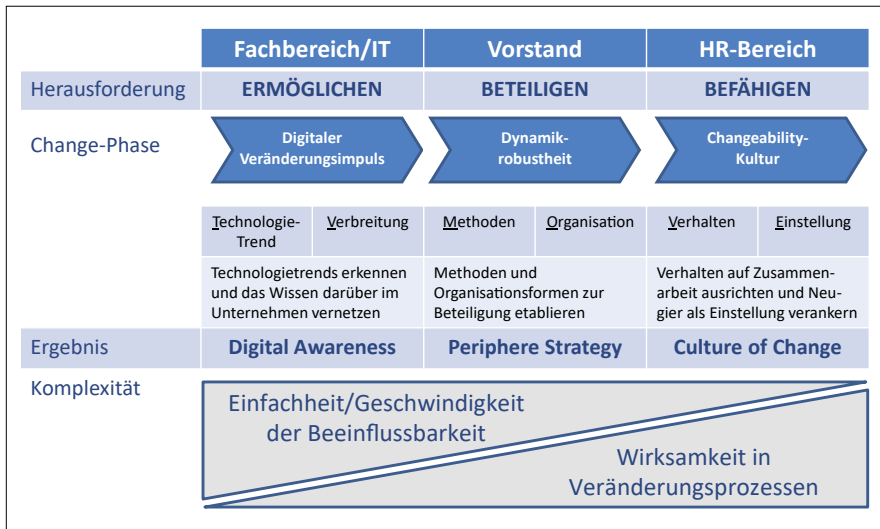 Fachbereich/IT Vorstand HR-Bereich
Herausforderung ERMÖGLICHEN BETEILIGEN BEFÄHIGEN
Change-Phase
Digitaler
Veränderungsimpuls
Dynamik-
robustheit
Changeability-
Kultur
Technologie-
Trend
Verbreitung
Methoden
Organisation
Verhalten
Einstellung
Technologietrends erkennen
und das Wissen darüber im
Unternehmen vernetzen
Methoden und
Organisationsformen zur
Beteiligung etablieren
Verhalten auf Zusammen-
arbeit ausrichten und Neu-
gier als Einstellung verankern
Ergebnis Digital Awareness Periphere Strategy Culture of Change
Komplexität
Einfachheit/Geschwindigkeit
der Beeinflussbarkeit
Wirksamkeit in
Veränderungsprozessen